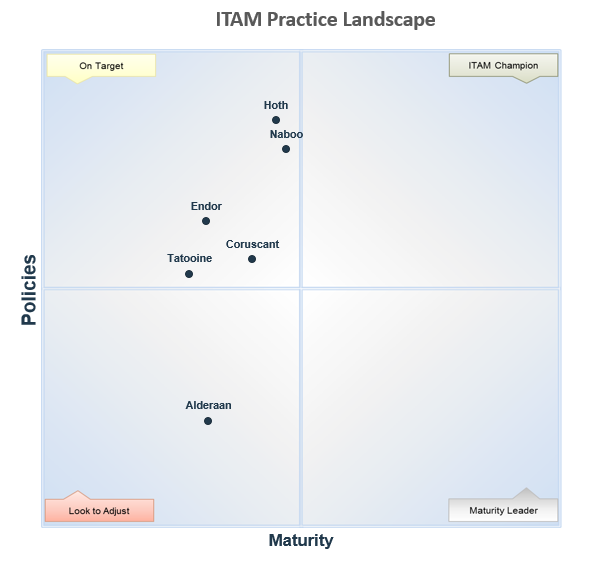 ITAM Practice Landscape
On Target
ITAM Champion
Hoth
Naboo
Endor
Coruscant
Tatooine
Policies
Alderaan
Look to Adjust
Maturity Leader
Maturity